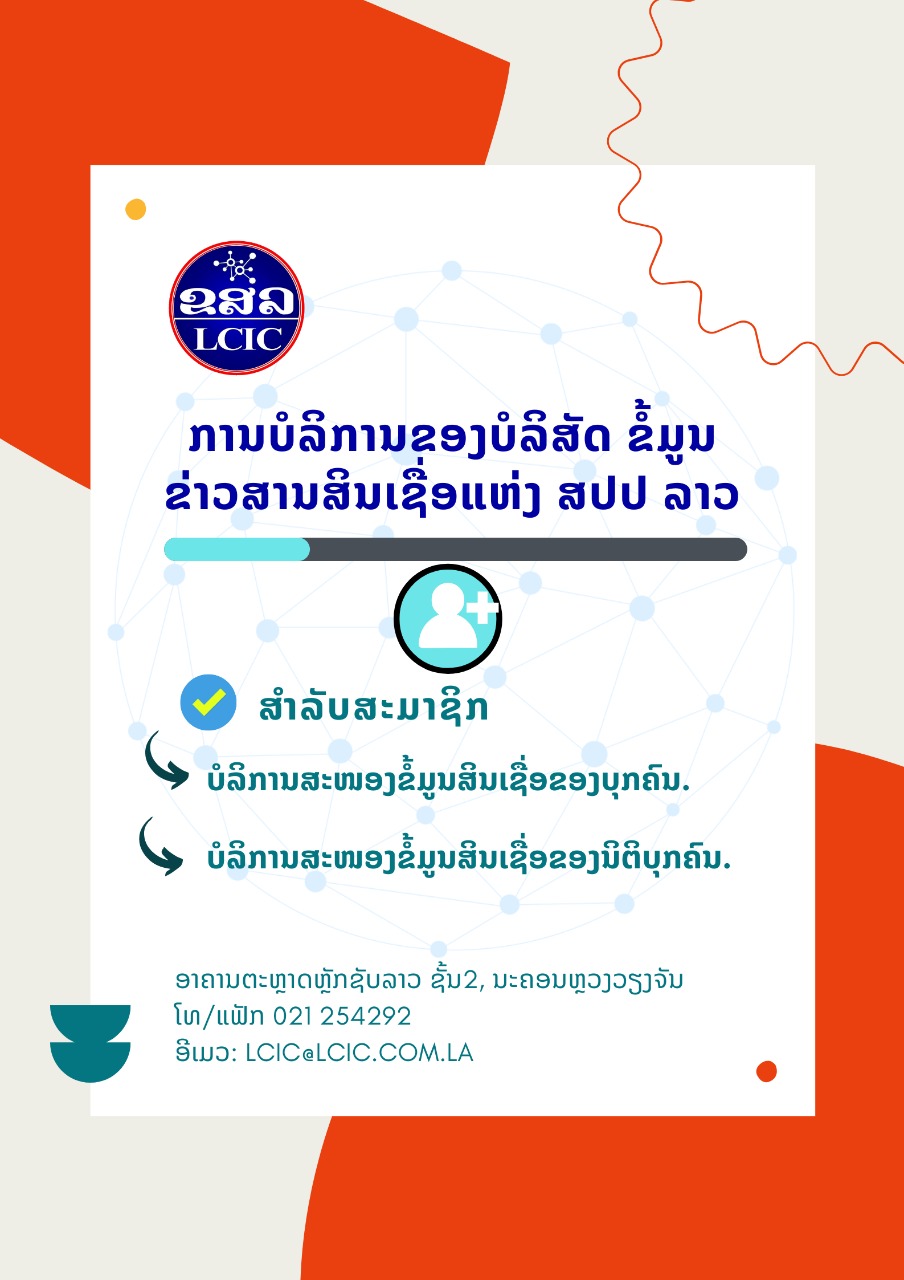 ຂສລ
LCIC
ການບໍລິການຂອງບໍລິສັດ ຂໍ້ມູນ
ຂ່າວສານສິນເຊື່ອແຫ່ງ ສປປ ລາວ
ສຳລັບສະມາຊິກ
ບໍລິການສະໜອງຂໍ້ມູນສິນເຊື່ອຂອງບຸກຄົນ.
ບໍລິການສະໜອງຂໍ້ມູນສິນເຊື່ອຂອງນິຕິບຸກຄົນ.
ອາຄານຕະຫຼາດຫຼັກຊັບລາວ ຊັ້ນ2, ນະຄອນຫຼວງວຽງຈັນ
ໂທ/ແຟັກ 021 254292
ອີເມວ: LCIC@LCIC.COM.LA